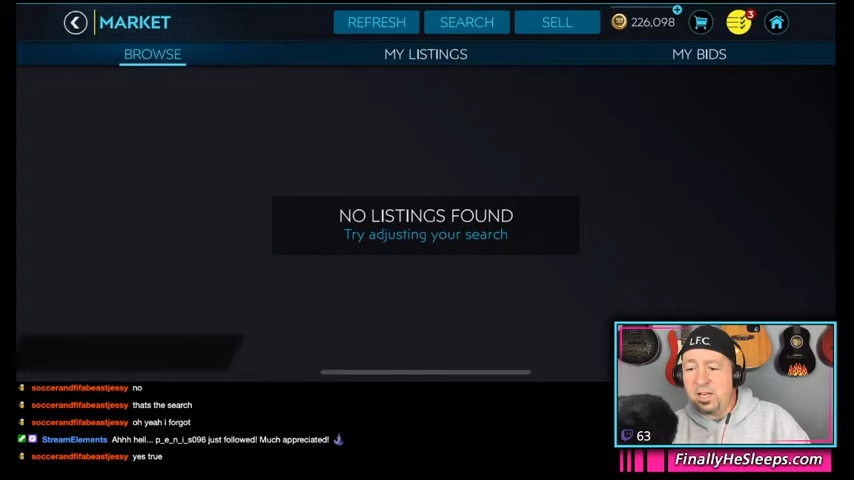 MARKET
REFRESH
SEARCH
SELL
226,098
3
BROWSE
MY LISTINGS
MY BIDS
NO LISTINGS FOUND
Try adjusting your search
L.F.C.
soccerandfifabeastjessy no
soccerandfifabeastjessy thats the search
soccerandfifabeastjessy oh yeah i forgot
StreamElements Ahhh hell... p_e_n_i_s096 just followed! Much appreciated!
soccerandfifabeastjessy yes true
63
FinallyHeSleeps.com